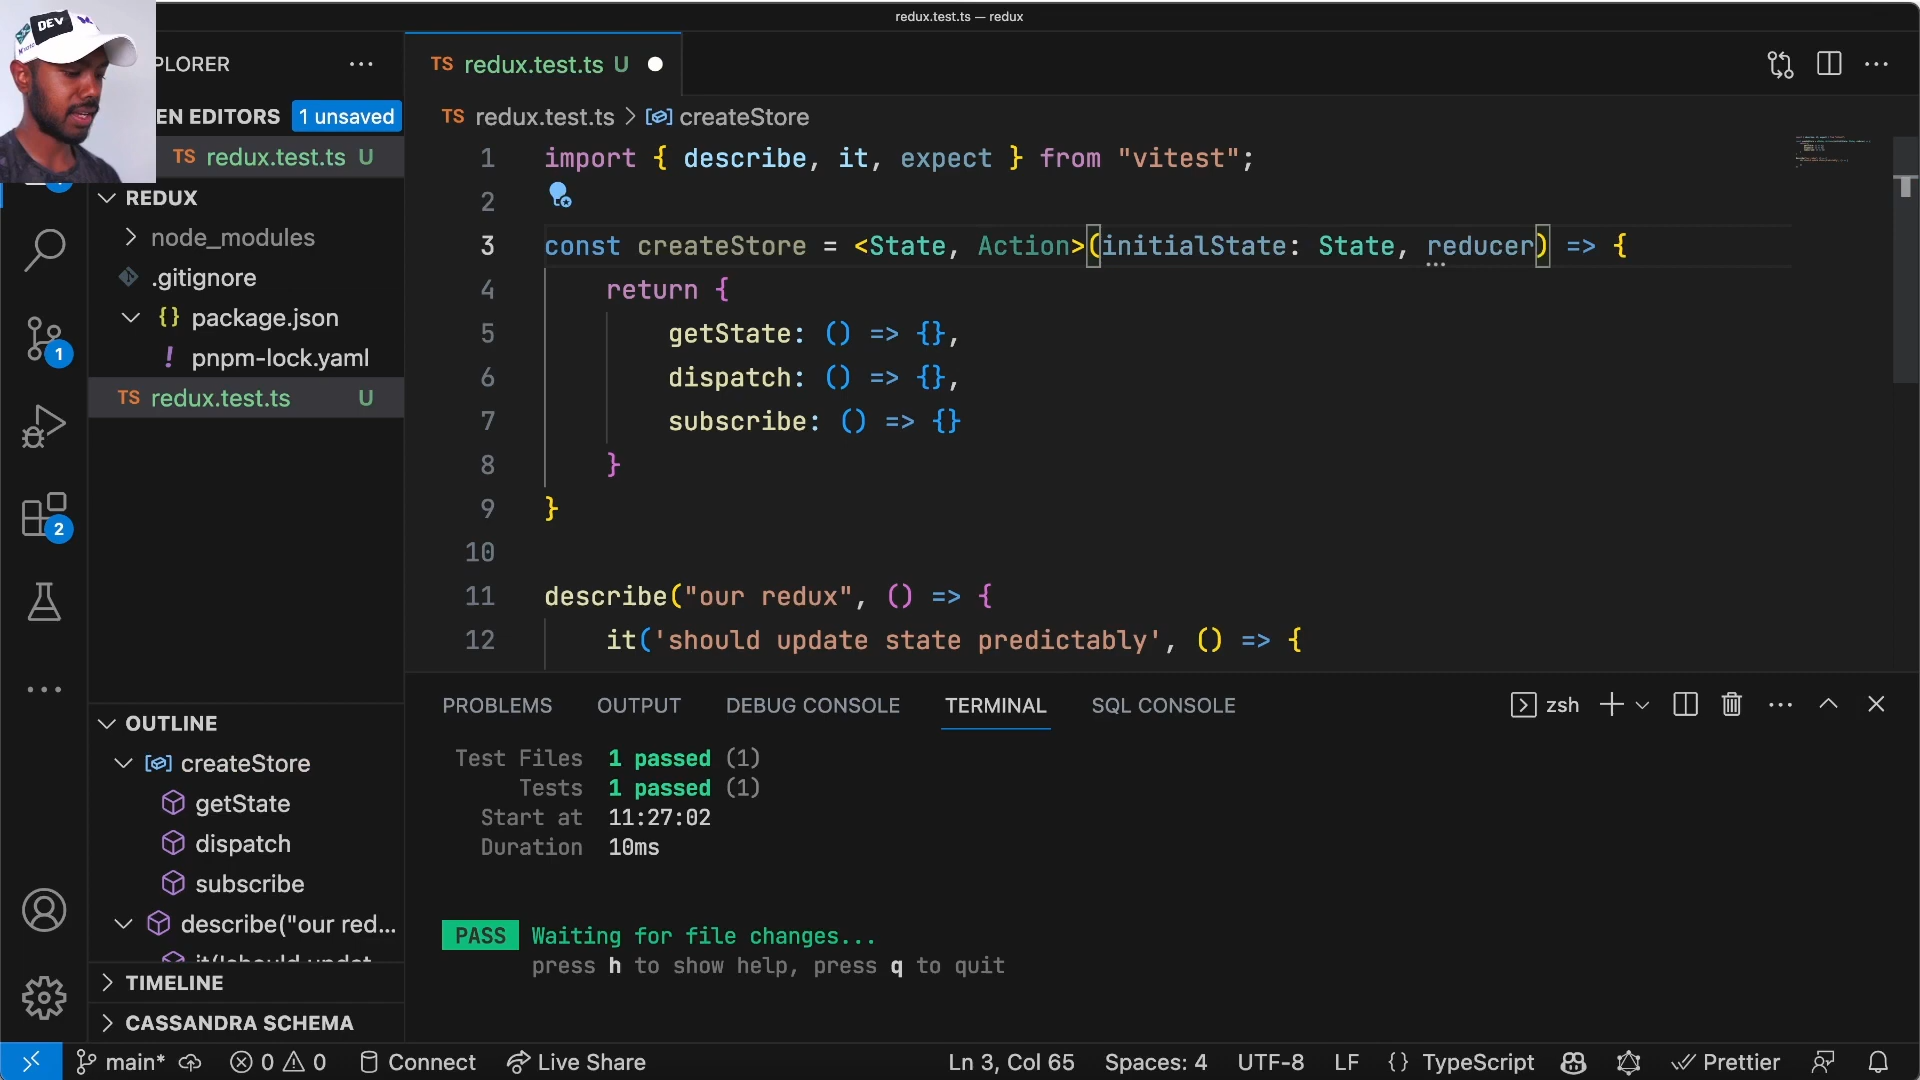 redux.test.ts — redux
DEV
PLORER
EN EDITORS
1 unsaved
TS redux.test.ts U
REDUX
node_modules
.gitignore
{} package.json
! pnpm-lock.yaml
TS redux.test.ts U
1
2
OUTLINE
createStore
getState
dispatch
subscribe
describe("our red...
TIMELINE
CASSANDRA SCHEMA
TS redux.test.ts U
TS redux.test.ts > createStore
1 import { describe, it, expect } from "vitest";
2
3 const createStore = <State, Action>(initialState: State, reducer) => {
4 return {
5 getState: () => {},
6 dispatch: () => {},
7 subscribe: () => {}
8 }
9 }
10
11 describe("our redux", () => {
12 it('should update state predictably', () => {
PROBLEMS OUTPUT DEBUG CONSOLE TERMINAL SQL CONSOLE zsh
Test Files 1 passed (1)
Tests 1 passed (1)
Start at 11:27:02
Duration 10ms
PASS Waiting for file changes...
press h to show help, press q to quit
main* 0 0 Connect Live Share Ln 3, Col 65 Spaces: 4 UTF-8 LF {} TypeScript Prettier